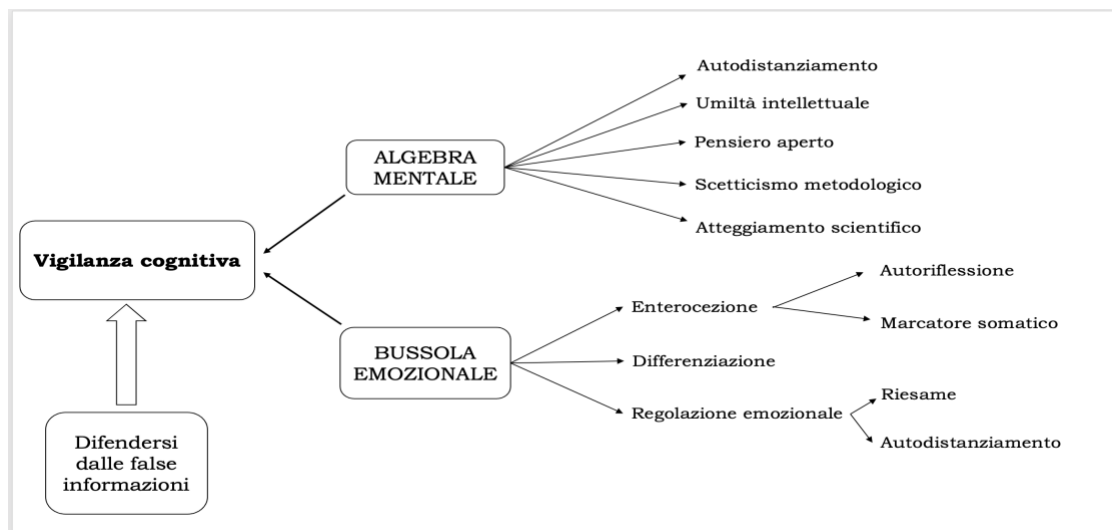 Autodistanziamento
Umiltà intellettuale
ALGEBRA
MENTALE
Pensiero aperto
Scetticismo metodologico
Atteggiamento scientifico
Vigilanza cognitiva
Autoriflessione
Enterocezione
Marcatore somatico
BUSSOLA
EMOZIONALE
Differenziazione
Riesame
Regolazione emozionale
Autodistanziamento
Difendersi
dalle false
informazioni